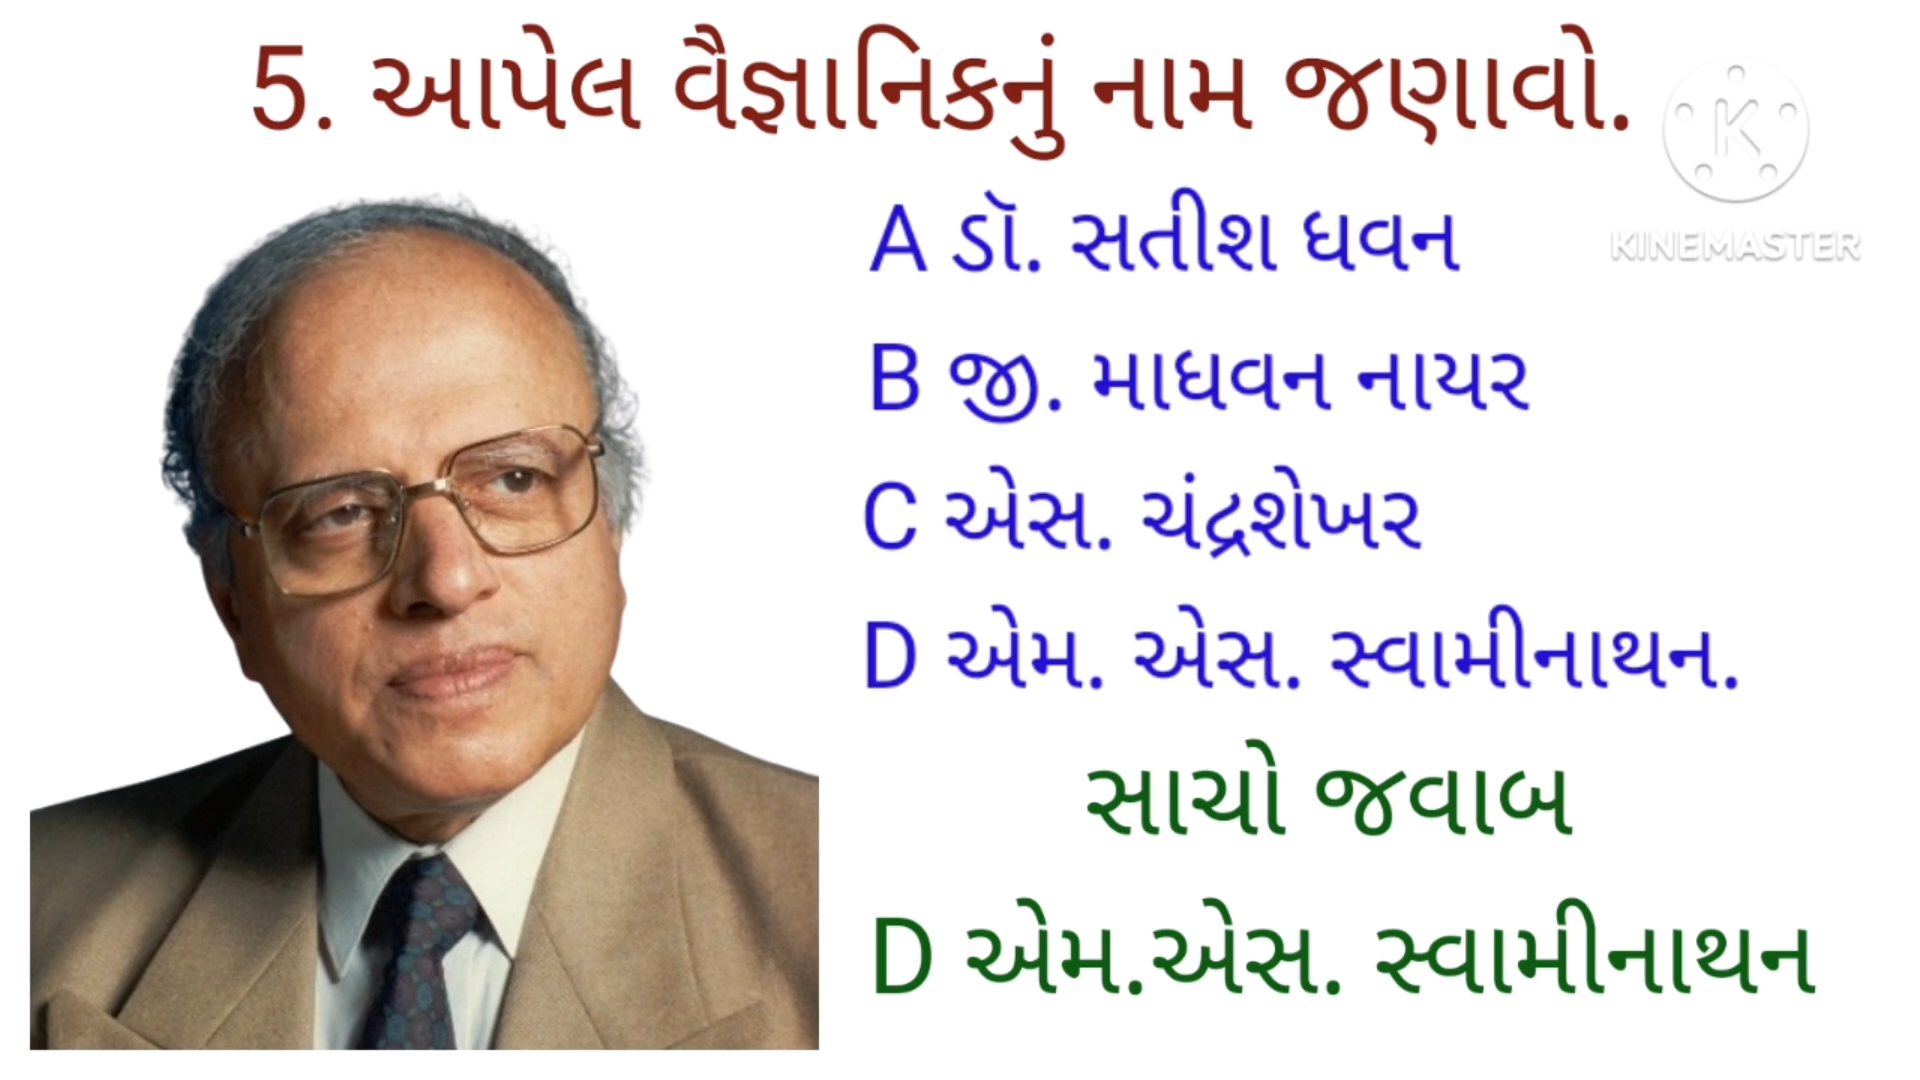 5. આપેલ વૈજ્ઞાનિકનું નામ જણાવો.
KINEMASTER
A ડૉ. સતીશ ધવન
B જી. માધવન નાયર
C એસ. ચંદ્રશેખર
D એમ. એસ. સ્વામીનાથન.
સાચો જવાબ
D એમ.એસ. સ્વામીનાથન